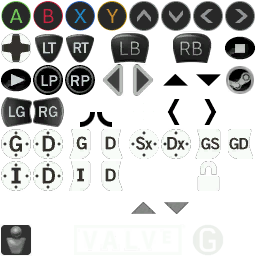 A B X Y
LT RT LB RB
LP RP
LG RG
G D G D Sx Dx GS GD
I D I D
VALVE G